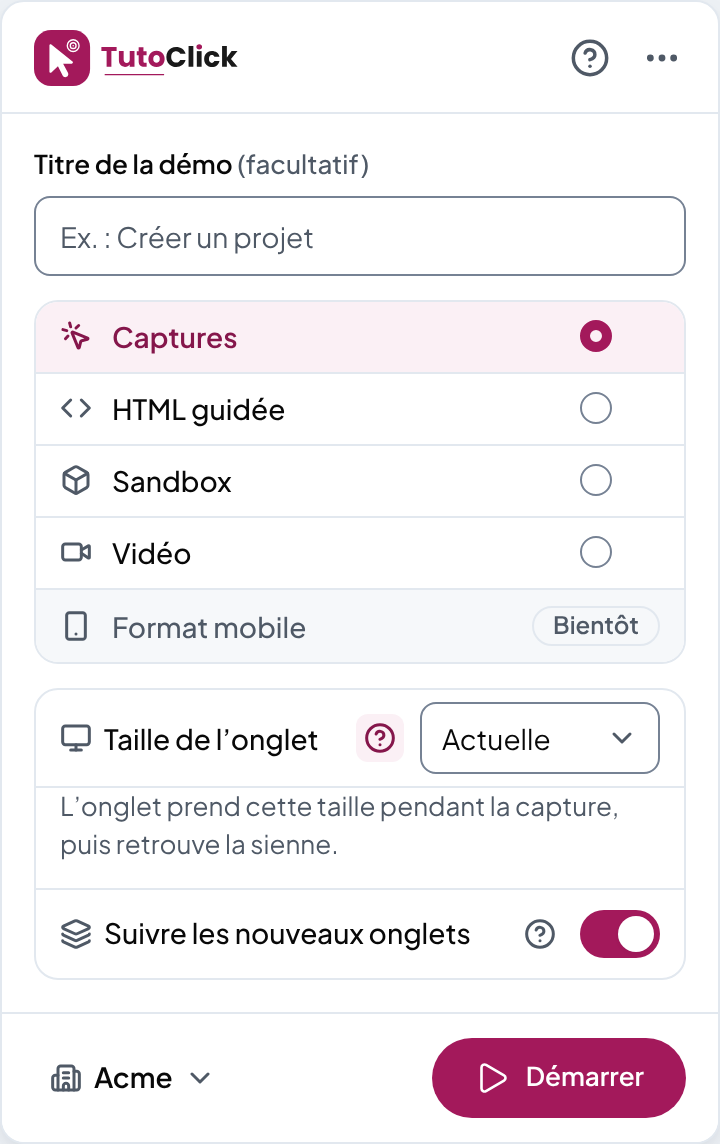 TutoClick
Titre de la démo (facultatif)
Ex. : Créer un projet
Captures
HTML guidée
Sandbox
Vidéo
Format mobile Bientôt
Taille de l’onglet Actuelle
L’onglet prend cette taille pendant la capture,
puis retrouve la sienne.
Suivre les nouveaux onglets
Acme Démarrer